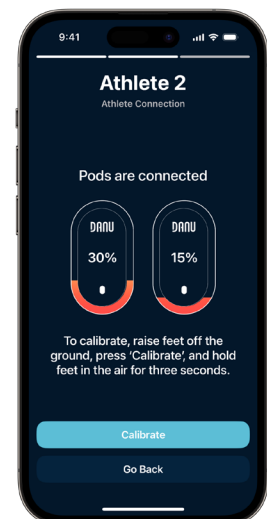 9:41
Athlete 2
Athlete Connection
Pods are connected
DANU DANU
30% 15%
To calibrate, raise feet off the
ground, press ‘Calibrate’, and hold
feet in the air for three seconds.
Calibrate
Go Back